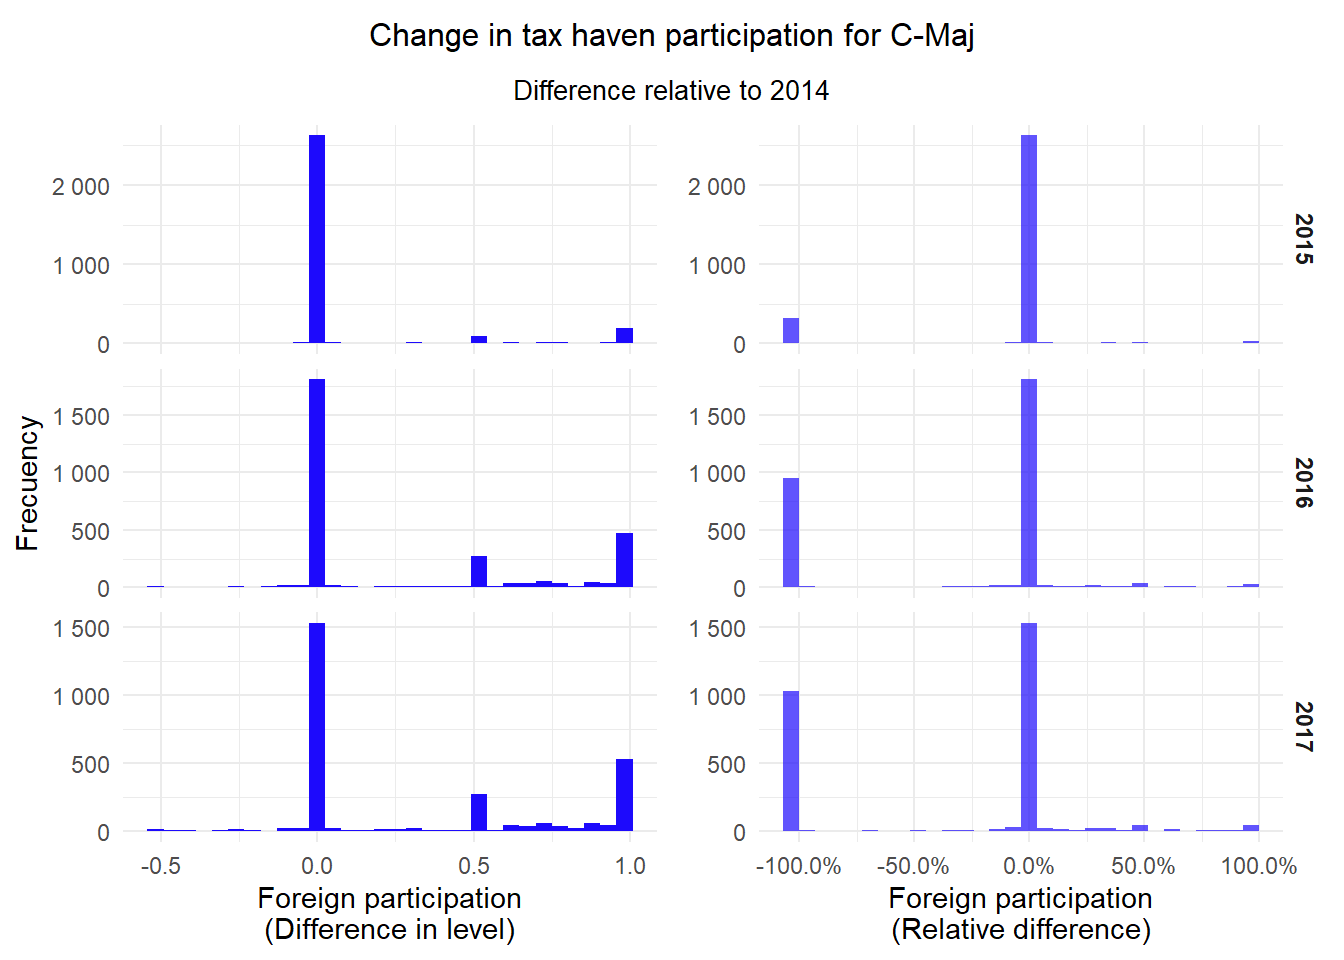 Change in tax haven participation for C-Maj
Difference relative to 2014
Frecuency
2 000
1 000
0
2 000
1 000
0
2015
1 500
1 000
500
0
1 500
1 000
500
0
2016
1 500
1 000
500
0
1 500
1 000
500
0
2017
-0.5 0.0 0.5 1.0
-100.0% -50.0% 0.0% 50.0% 100.0%
Foreign participation
(Difference in level)
Foreign participation
(Relative difference)